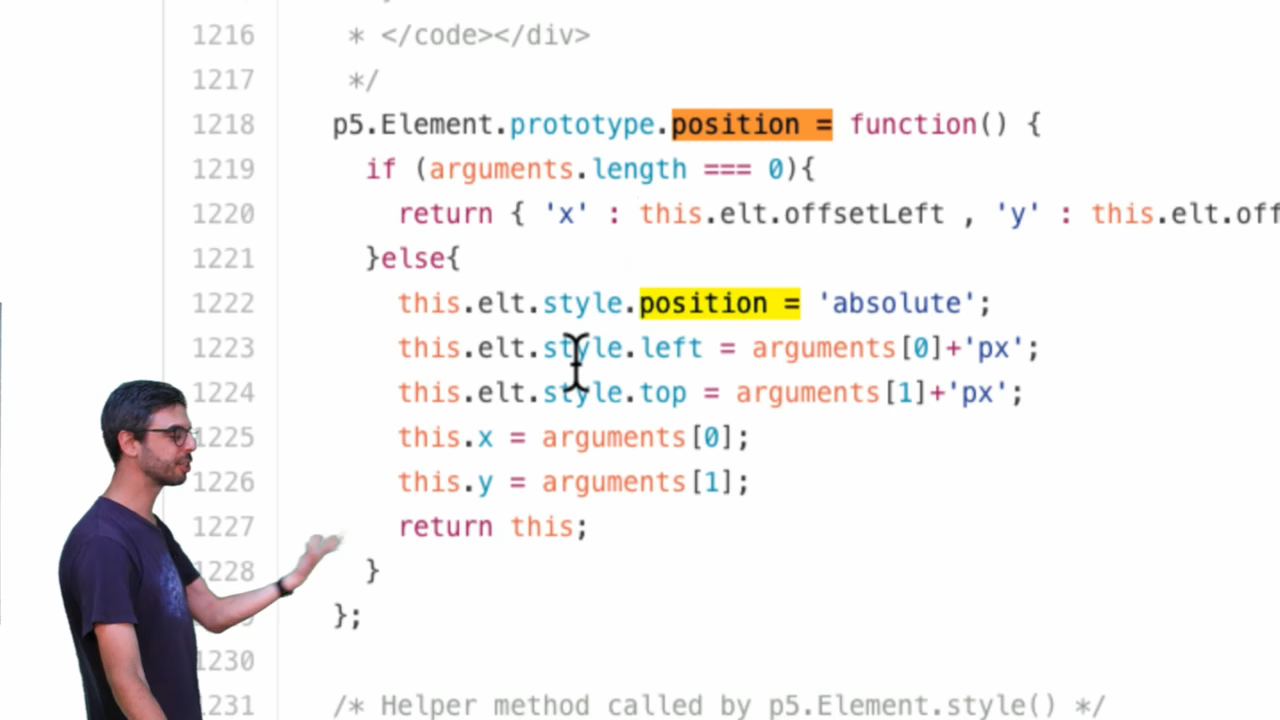 1216 * </code></div>
1217 */
1218 p5.Element.prototype.position = function() {
1219 if (arguments.length === 0){
1220 return { 'x' : this.elt.offsetLeft , 'y' : this.elt.off
1221 }else{
1222 this.elt.style.position = 'absolute';
1223 this.elt.style.left = arguments[0]+'px';
1224 this.elt.style.top = arguments[1]+'px';
1225 this.x = arguments[0];
1226 this.y = arguments[1];
1227 return this;
1228 }
};
1230
1231 /* Helper method called by p5.Element.style() */